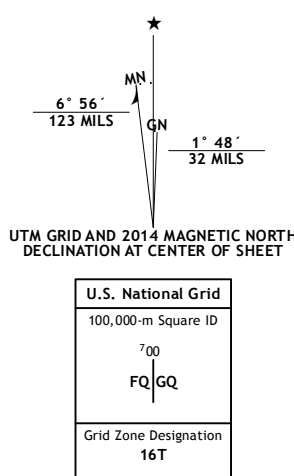 ★
MN
6° 56´
123 MILS
GN
1° 48´
32 MILS
UTM GRID AND 2014 MAGNETIC NORTH
DECLINATION AT CENTER OF SHEET
U.S. National Grid
100,000-m Square ID
⁷00
FQ GQ
Grid Zone Designation
16T